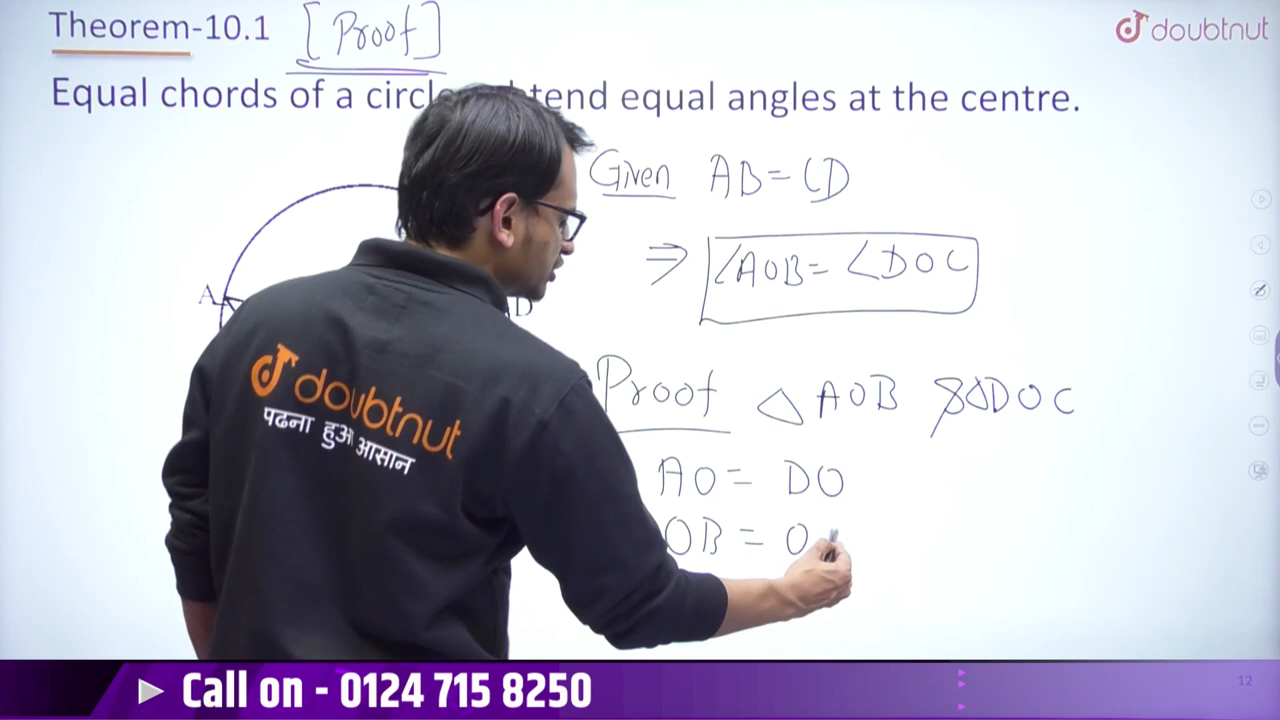 Theorem-10.1 [Proof]
doubtnut
Equal chords of a circle tend equal angles at the centre.
Given AB = CD
⇒ ∠AOB = ∠DOC
A
D
Proof △ AOB & △DOC
AO = DO
OB = O
doubtnut
पढना हुआ आसान
Call on - 0124 715 8250
12